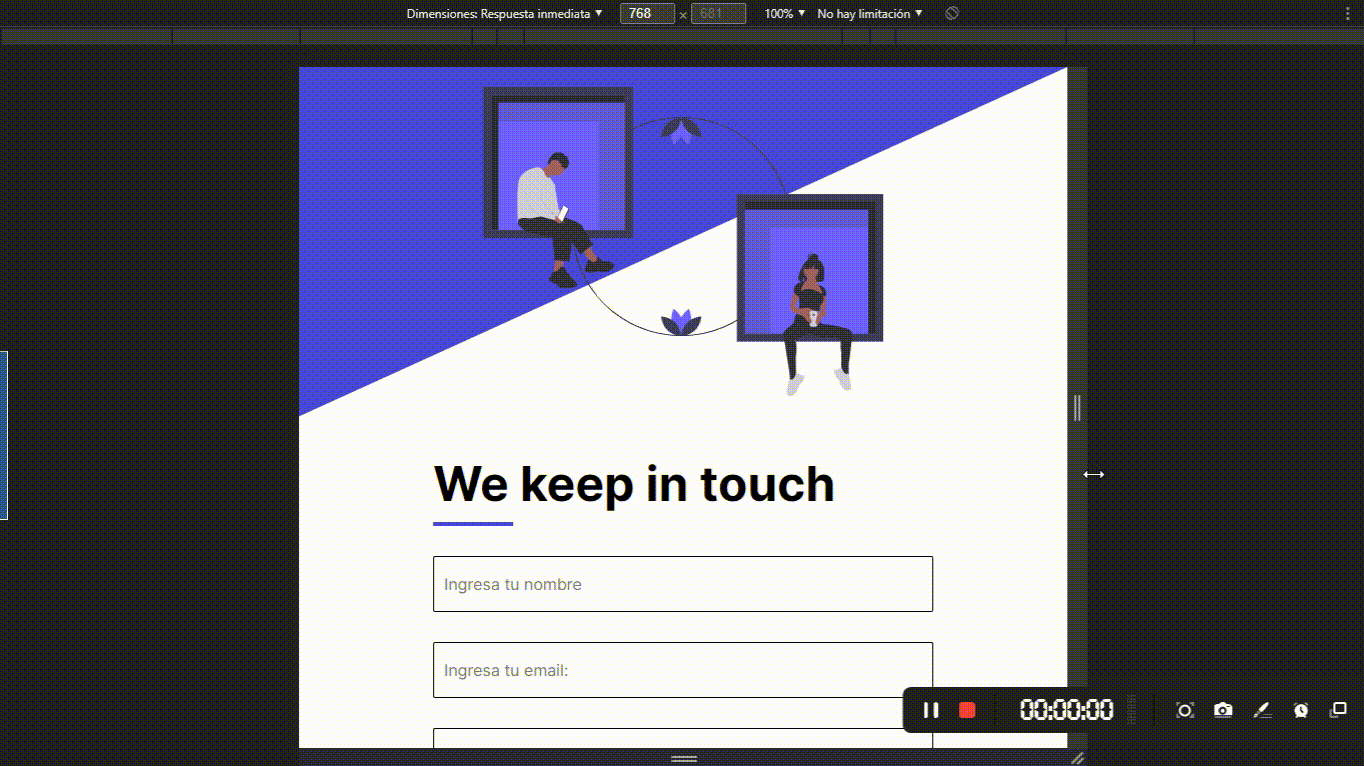 Dimensiones: Respuesta inmediata ▼ 768 × 681 100% ▼ No hay limitación ▼
We keep in touch
Ingresa tu nombre
Ingresa tu email:
00:00:00